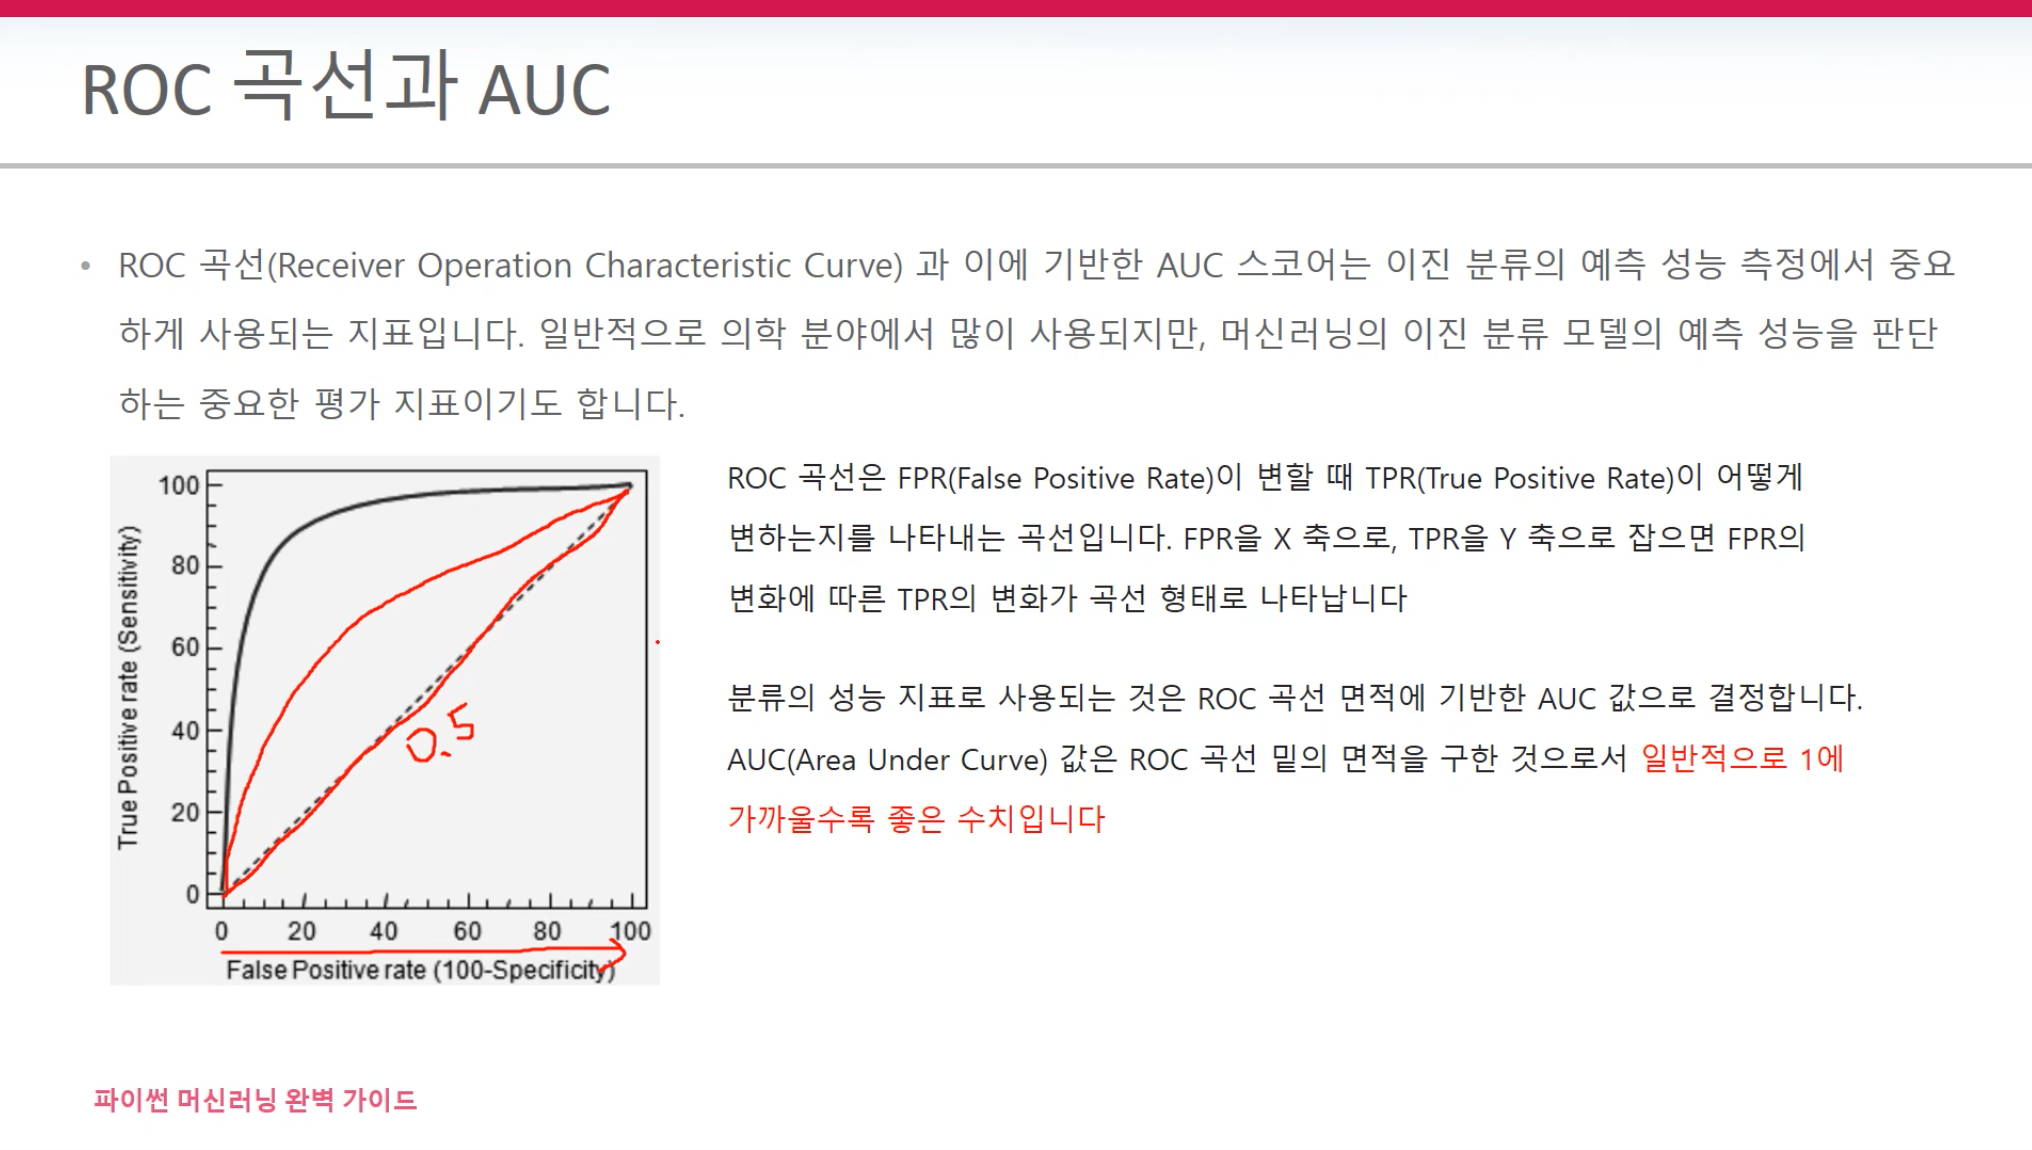 ROC 곡선과 AUC
• ROC 곡선(Receiver Operation Characteristic Curve) 과 이에 기반한 AUC 스코어는 이진 분류의 예측 성능 측정에서 중요
하게 사용되는 지표입니다. 일반적으로 의학 분야에서 많이 사용되지만, 머신러닝의 이진 분류 모델의 예측 성능을 판단
하는 중요한 평가 지표이기도 합니다.
True Positive rate (Sensitivity)
100
80
60
40
20
0
0.5
0 20 40 60 80 100
False Positive rate (100-Specificity)
ROC 곡선은 FPR(False Positive Rate)이 변할 때 TPR(True Positive Rate)이 어떻게
변하는지를 나타내는 곡선입니다. FPR을 X 축으로, TPR을 Y 축으로 잡으면 FPR의
변화에 따른 TPR의 변화가 곡선 형태로 나타납니다
분류의 성능 지표로 사용되는 것은 ROC 곡선 면적에 기반한 AUC 값으로 결정합니다.
AUC(Area Under Curve) 값은 ROC 곡선 밑의 면적을 구한 것으로서 일반적으로 1에
가까울수록 좋은 수치입니다
파이썬 머신러닝 완벽 가이드